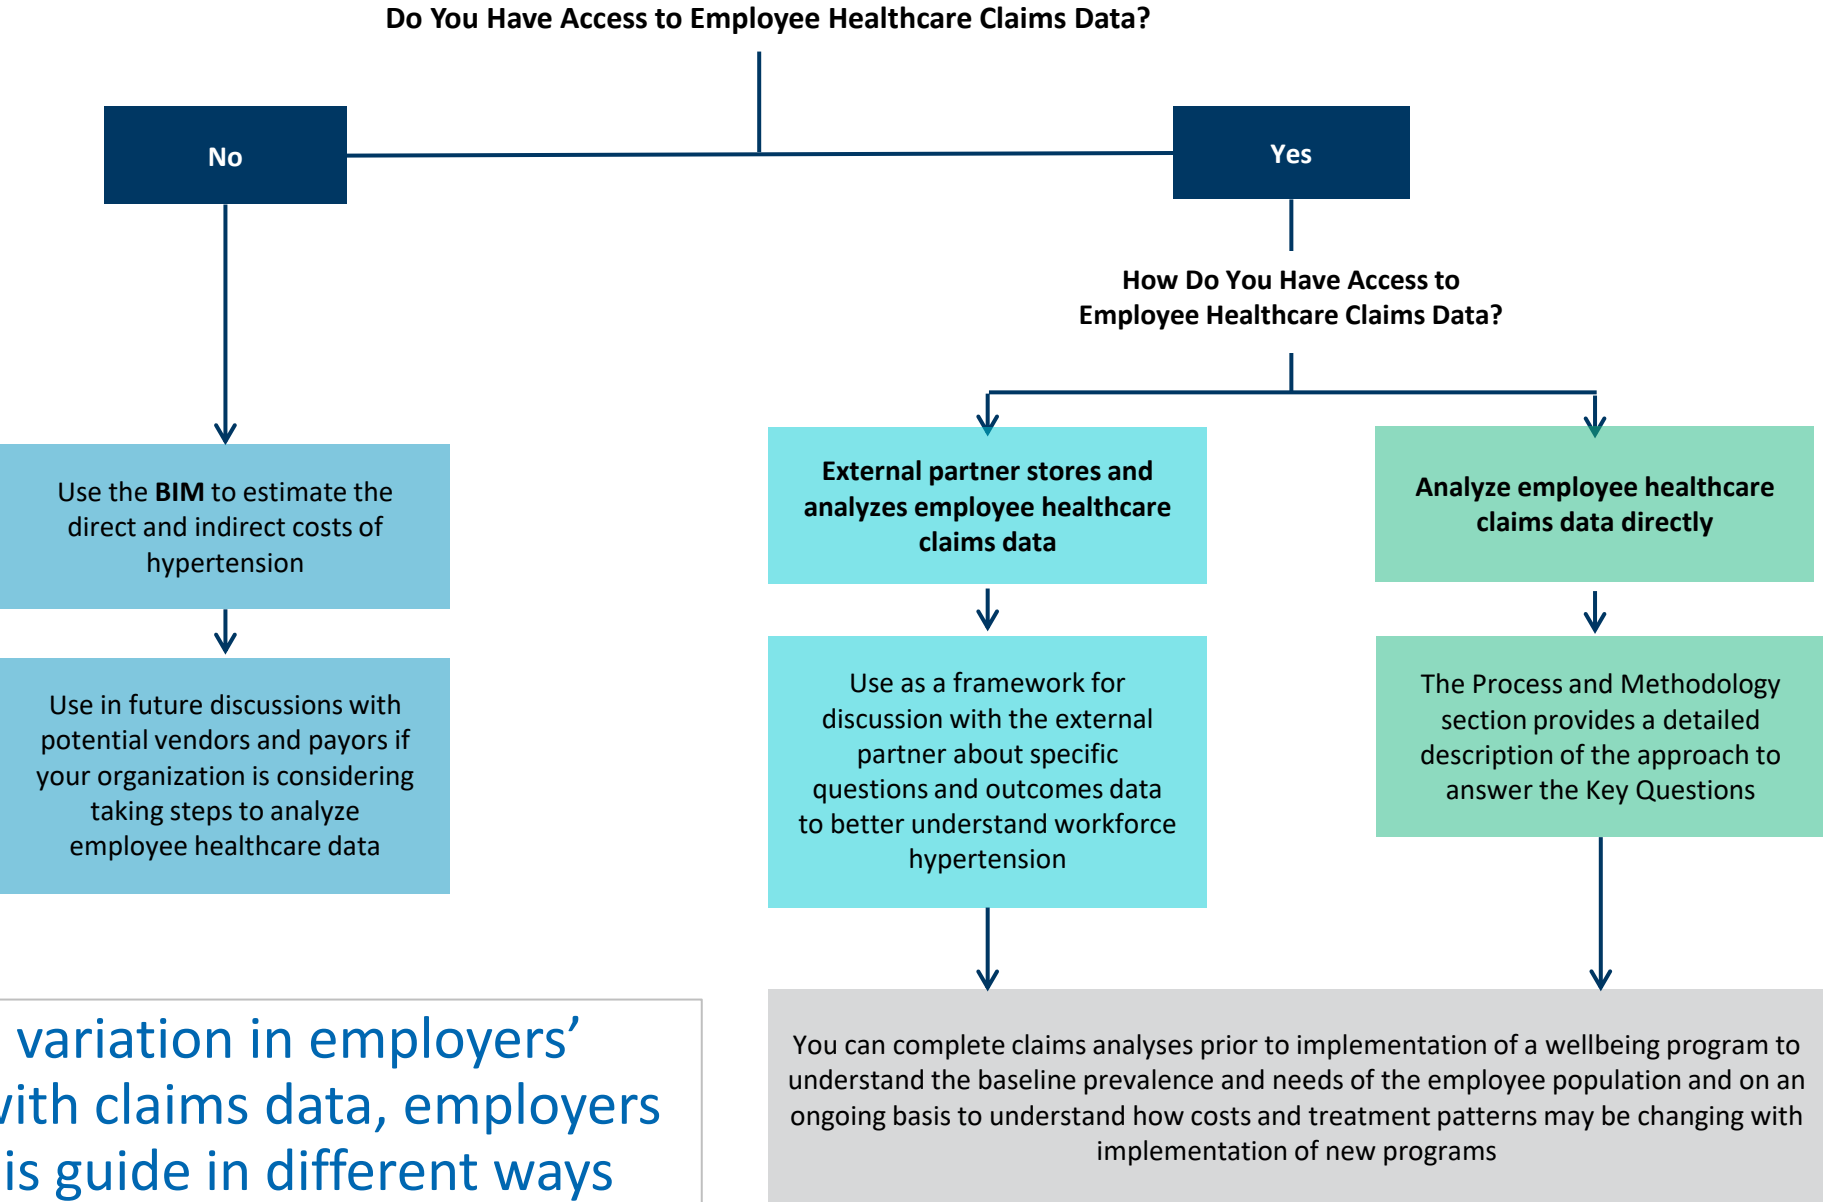 Do You Have Access to Employee Healthcare Claims Data?
No
Yes
How Do You Have Access to
Employee Healthcare Claims Data?
Use the BIM to estimate the
direct and indirect costs of
hypertension
External partner stores and
analyzes employee healthcare
claims data
Analyze employee healthcare
claims data directly
Use in future discussions with
potential vendors and payors if
your organization is considering
taking steps to analyze
employee healthcare data
Use as a framework for
discussion with the external
partner about specific
questions and outcomes data
to better understand workforce
hypertension
The Process and Methodology
section provides a detailed
description of the approach to
answer the Key Questions
variation in employers’
with claims data, employers
is guide in different ways
You can complete claims analyses prior to implementation of a wellbeing program to
understand the baseline prevalence and needs of the employee population and on an
ongoing basis to understand how costs and treatment patterns may be changing with
implementation of new programs